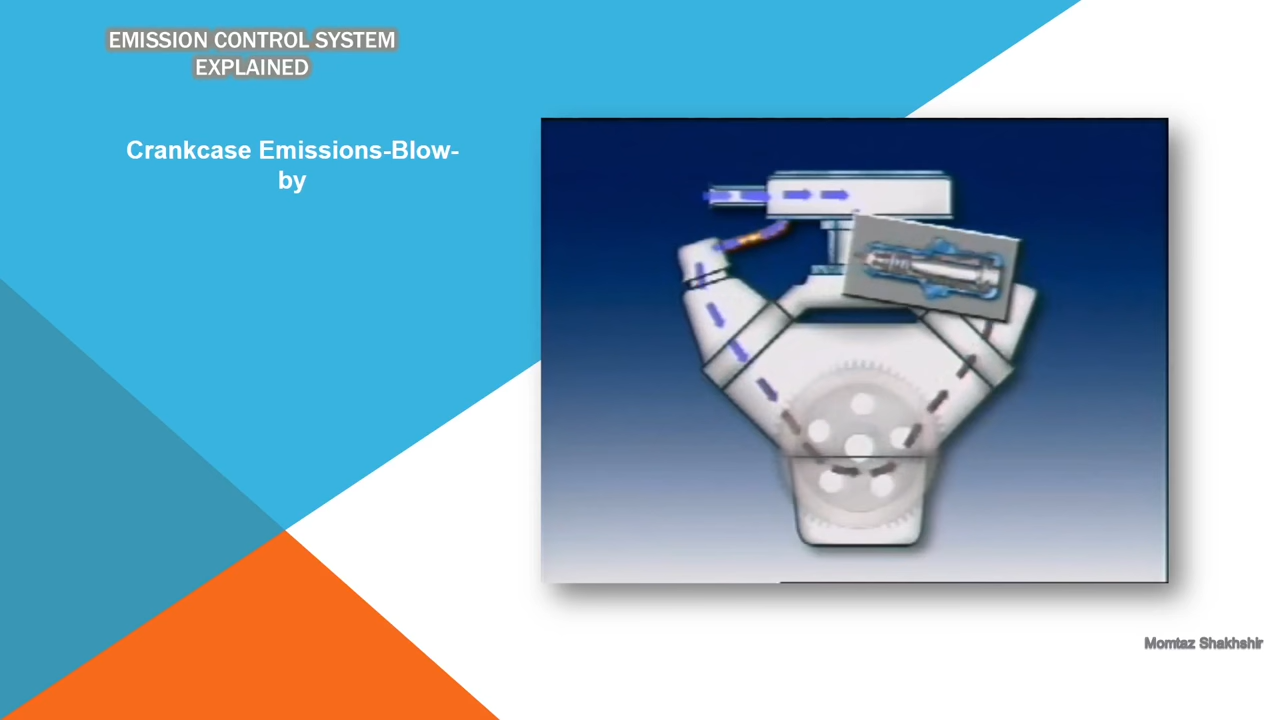 EMISSION CONTROL SYSTEM
EXPLAINED
Crankcase Emissions-Blow-
by
Momtaz Shakhshir